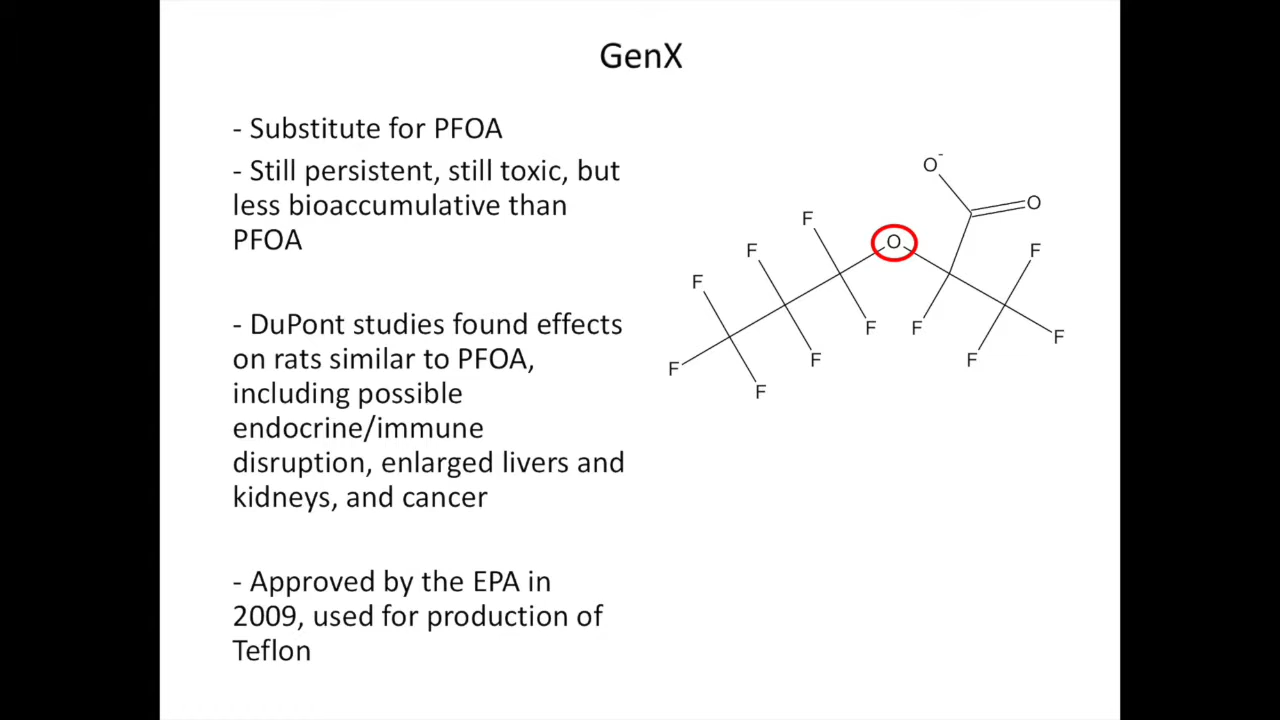 GenX
- Substitute for PFOA
- Still persistent, still toxic, but
less bioaccumulative than
PFOA
- DuPont studies found effects
on rats similar to PFOA,
including possible
endocrine/immune
disruption, enlarged livers and
kidneys, and cancer
- Approved by the EPA in
2009, used for production of
Teflon
O-
O
F
O
F
F
F
F
F
F
F
F
F
F
F